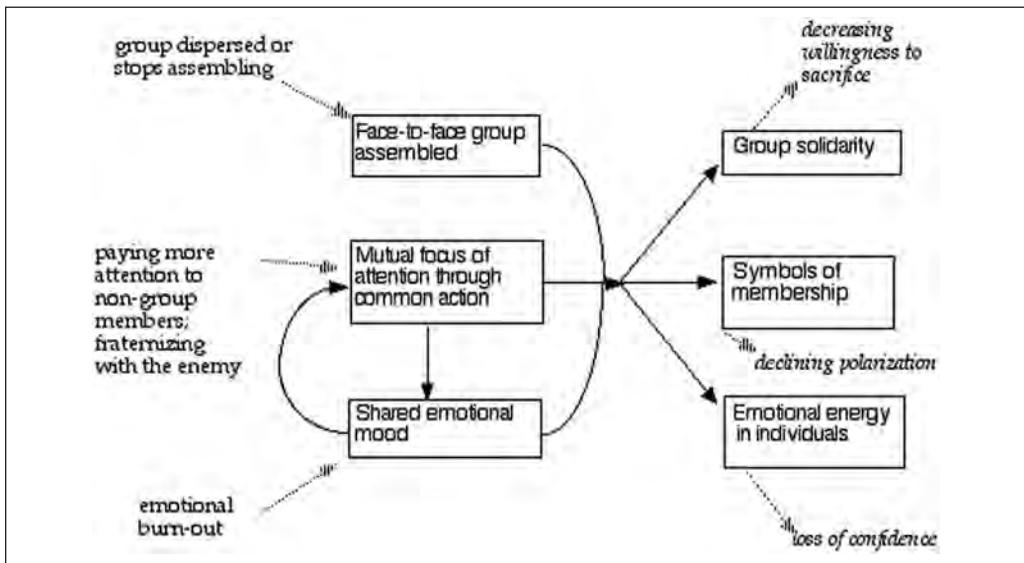 group dispersed or
stops assembling
Face-to-face group
assembled
paying more
attention to
non-group
members;
fraternizing
with the enemy
Mutual focus of
attention through
common action
Shared emotional
mood
emotional
burn-out
decreasing
willingness to
sacrifice
Group solidarity
Symbols of
membership
declining polarization
Emotional energy
in individuals
loss of confidence